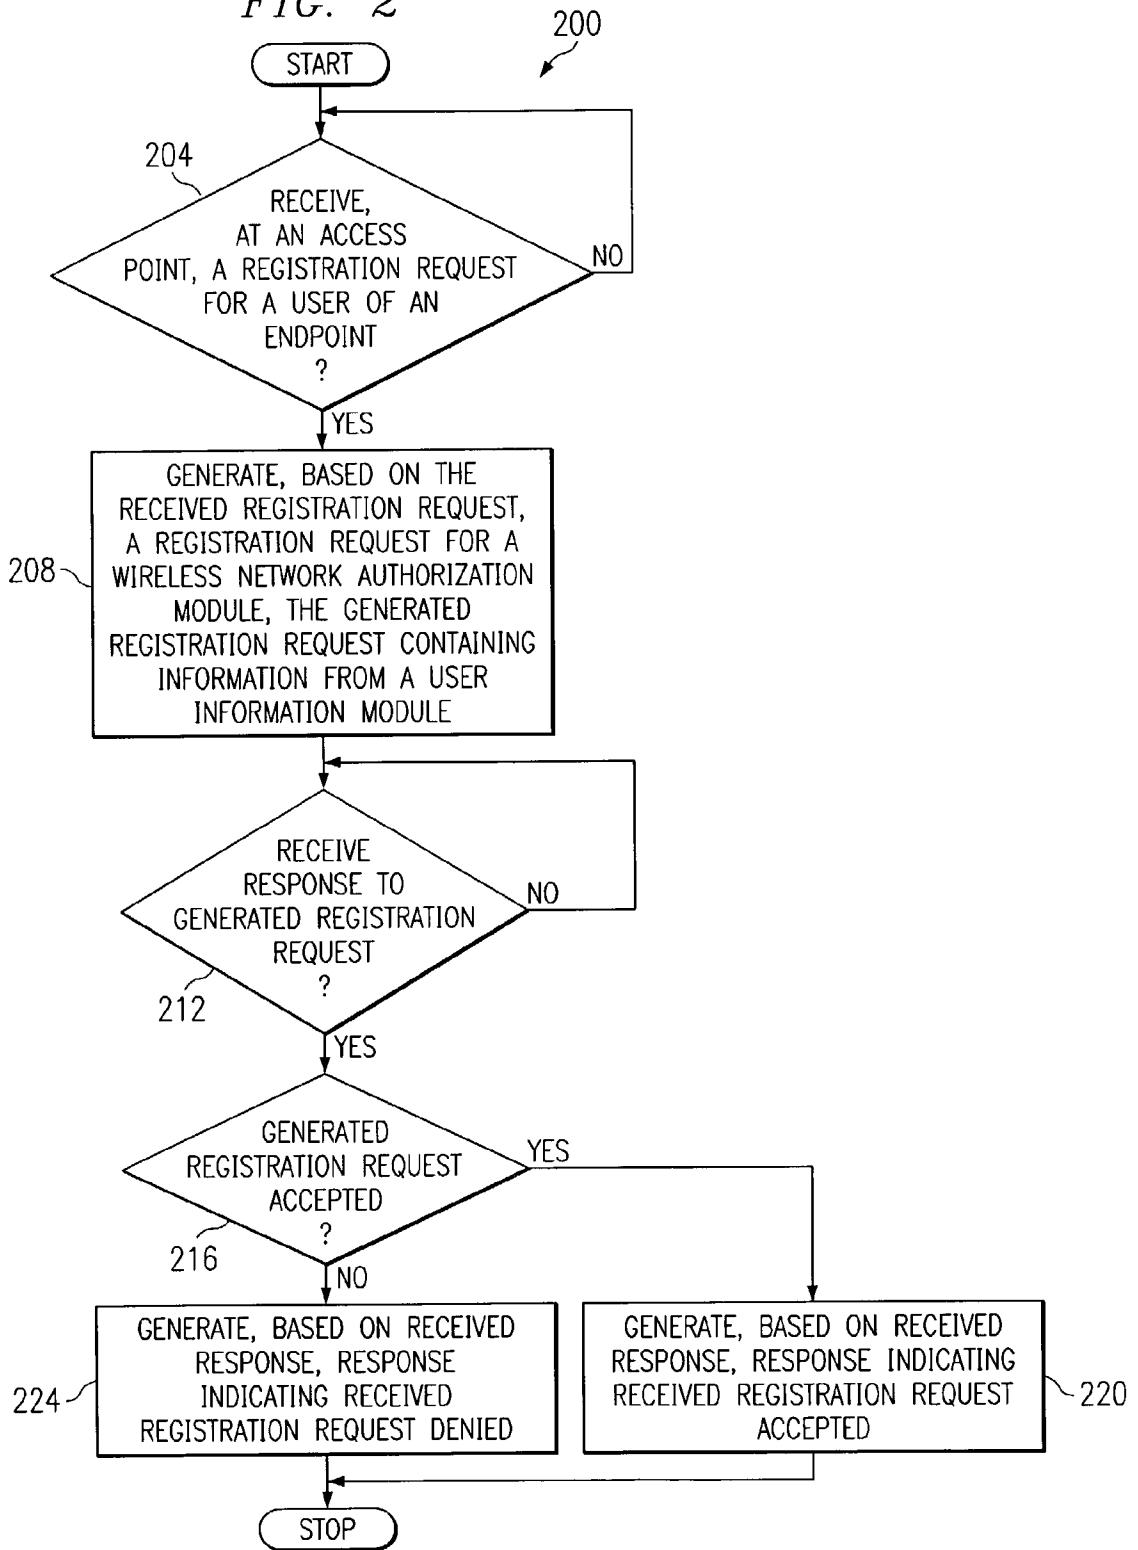 FIG. 2
200
START
204
RECEIVE,
AT AN ACCESS
POINT, A REGISTRATION REQUEST
FOR A USER OF AN
ENDPOINT
?
NO
YES
GENERATE, BASED ON THE
RECEIVED REGISTRATION REQUEST,
A REGISTRATION REQUEST FOR A
WIRELESS NETWORK AUTHORIZATION
MODULE, THE GENERATED
REGISTRATION REQUEST CONTAINING
INFORMATION FROM A USER
INFORMATION MODULE
208
RECEIVE
RESPONSE TO
GENERATED REGISTRATION
REQUEST
?
NO
212
YES
GENERATED
REGISTRATION REQUEST
ACCEPTED
?
YES
216
NO
GENERATE, BASED ON RECEIVED
RESPONSE, RESPONSE
INDICATING RECEIVED
REGISTRATION REQUEST DENIED
224
GENERATE, BASED ON RECEIVED
RESPONSE, RESPONSE INDICATING
RECEIVED REGISTRATION REQUEST
ACCEPTED
220
STOP